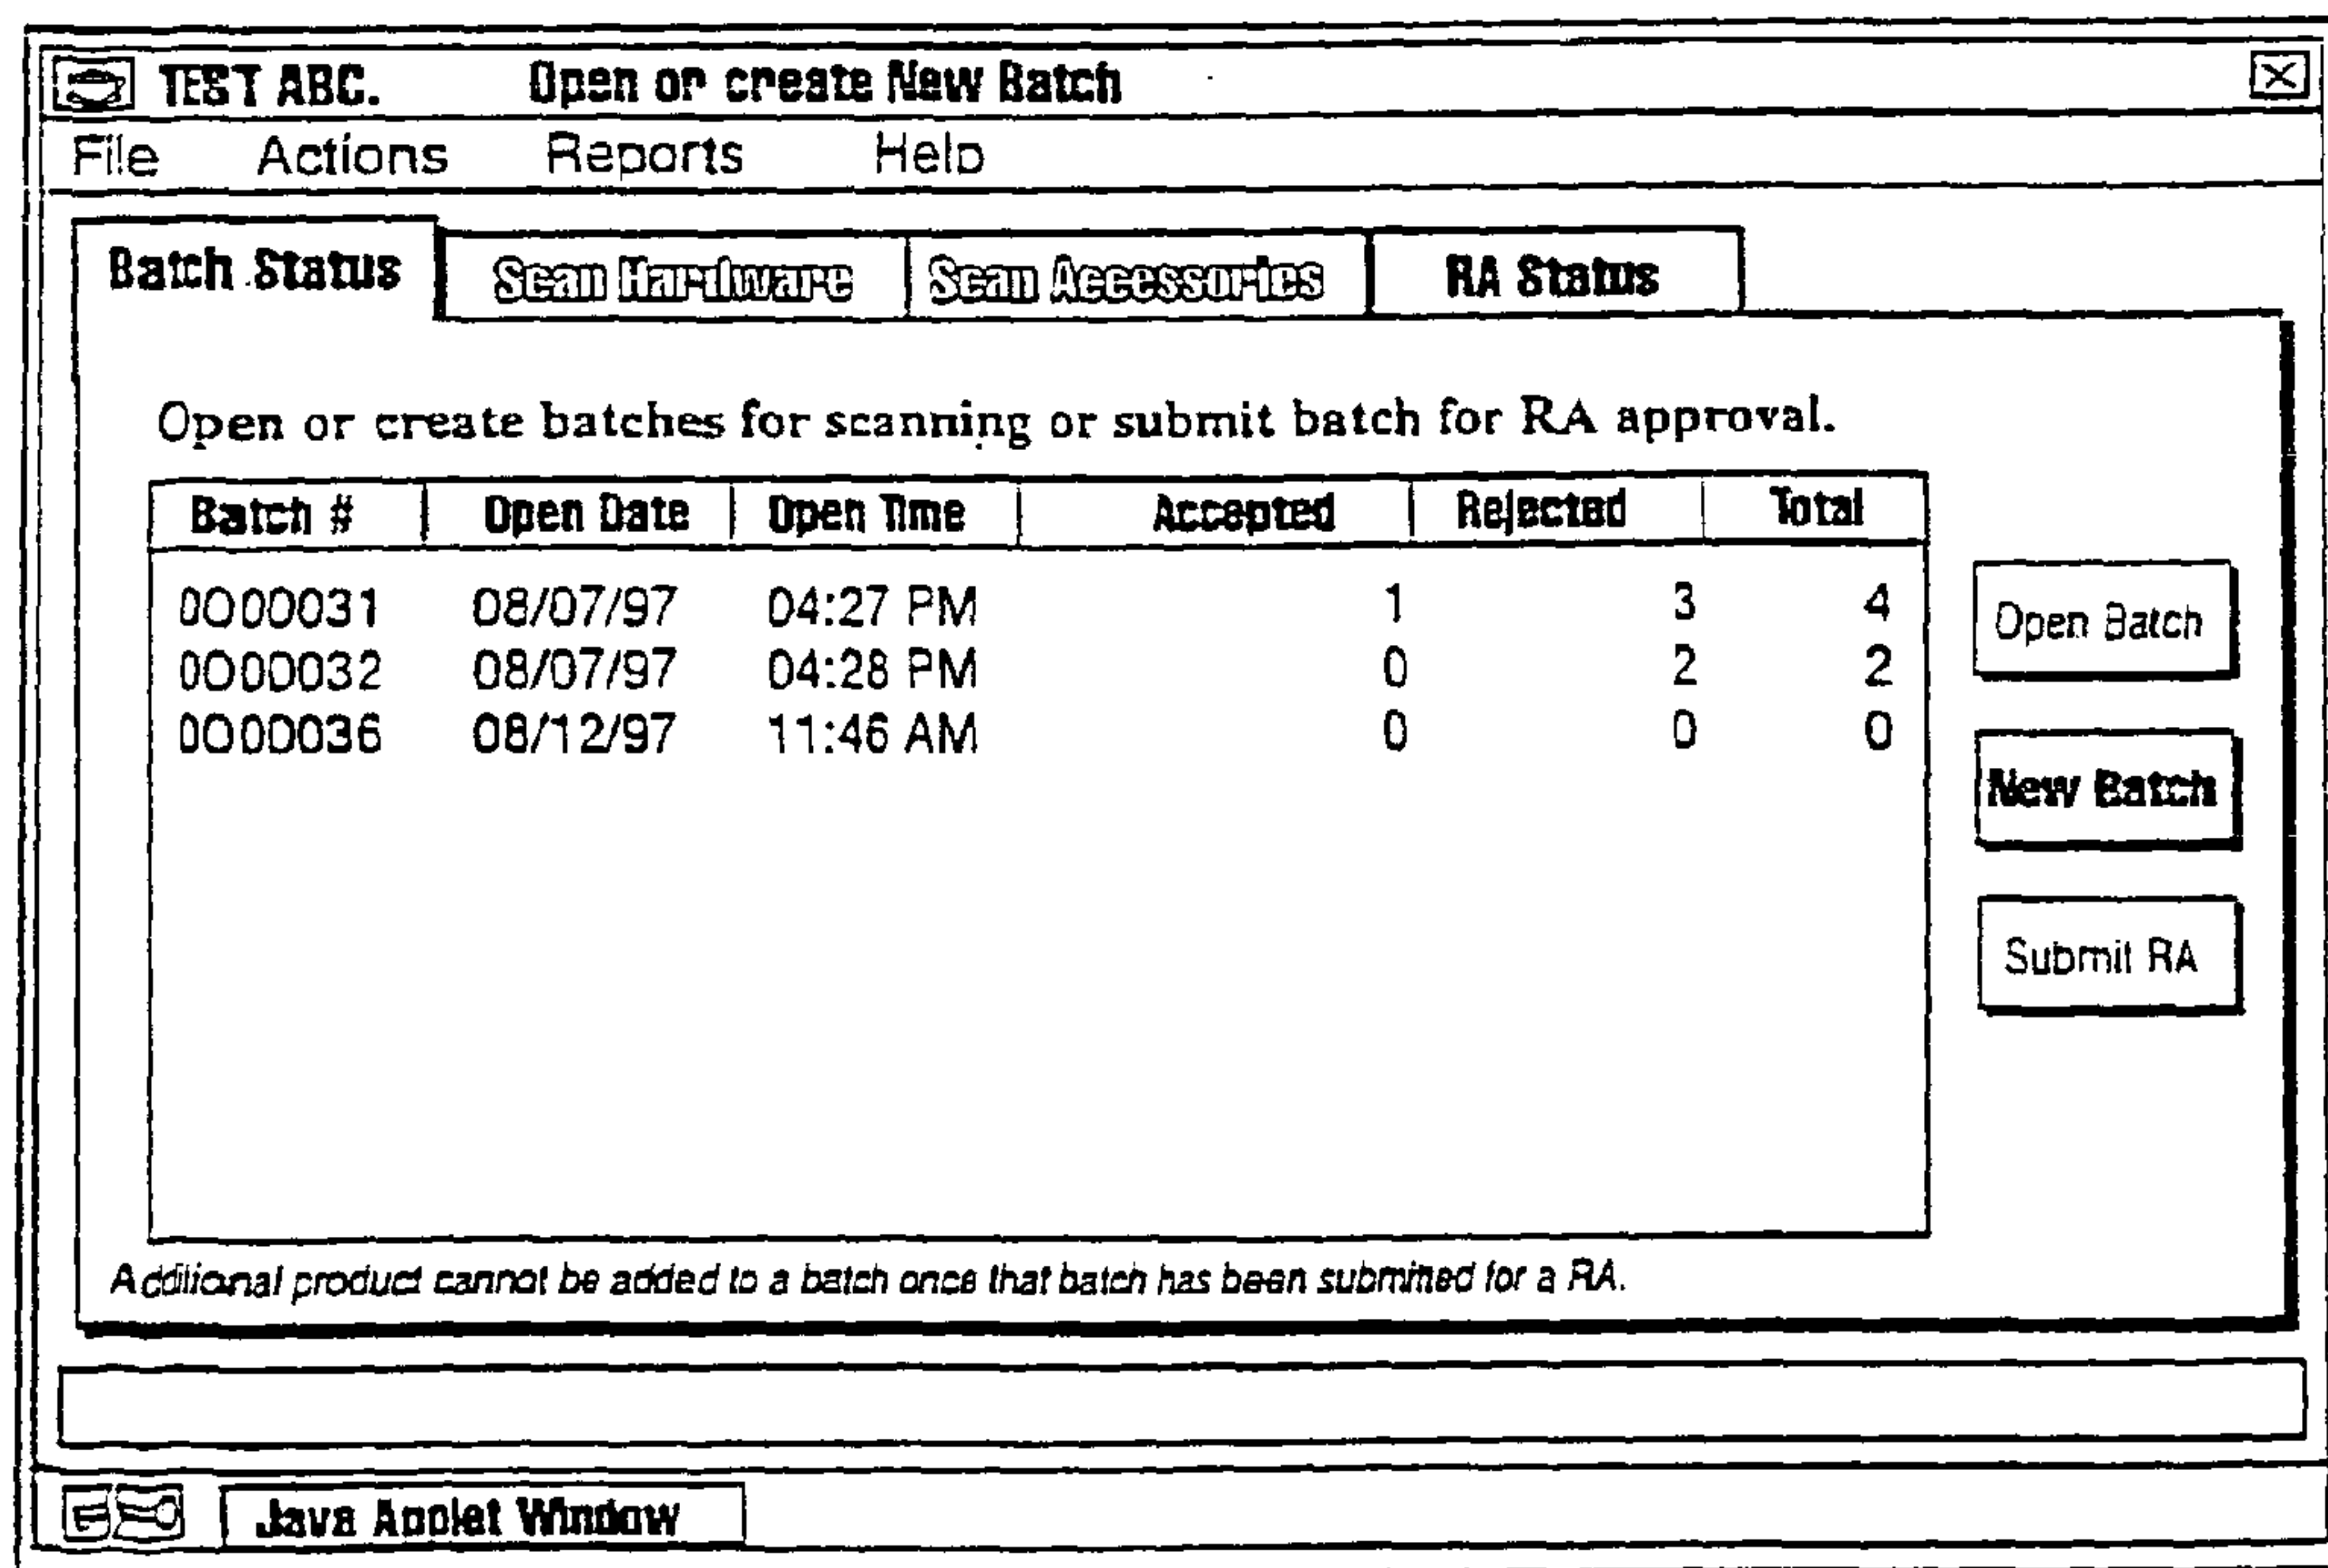 TEST ABC. Open or create New Batch
File Actions Reports Help
Batch Status Scan Hardware Scan Accessories RA Status
Open or create batches for scanning or submit batch for RA approval.
Batch # Open Date Open Time Accepted Rejected Total
0000031 08/07/97 04:27 PM 1 3 4
0000032 08/07/97 04:28 PM 0 2 2
0000036 08/12/97 11:46 AM 0 0 0
Open Batch
New Batch
Submit RA
Additional product cannot be added to a batch once that batch has been submitted for a RA.
Java Applet Window